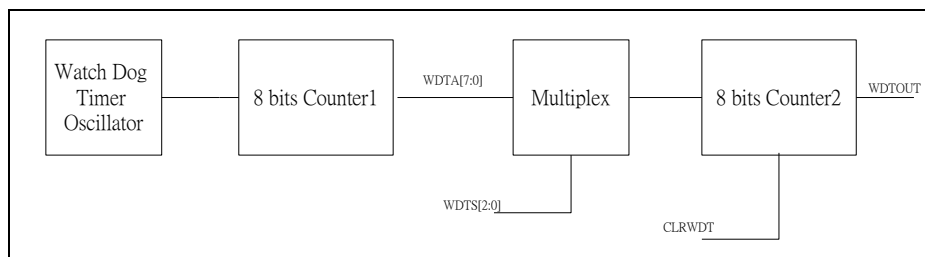 Watch Dog
Timer
Oscillator
8 bits Counter1
WDTA[7:0]
Multiplex
8 bits Counter2
WDTOUT
WDTS[2:0]
CLRWDT